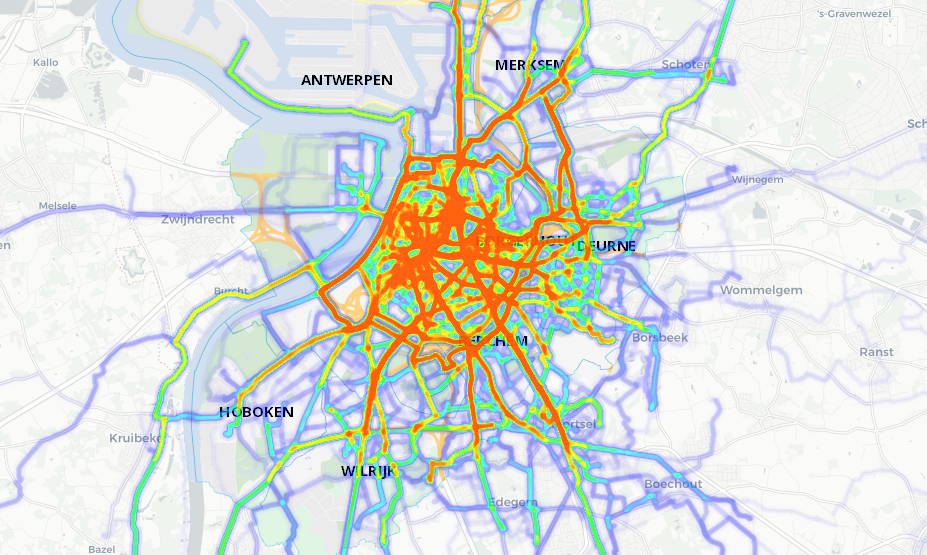 's-Gravenwezel
Kallo
MERKSEM
Schoten
ANTWERPEN
Wijnegem
Melsele
Zwijndrecht
DEURNE
Burcht
Wommelgem
BERCHEM
Borsbeek
Ranst
HOBOKEN
Kruibeke
WILRIJK
Boechout
Edegem
Bazel